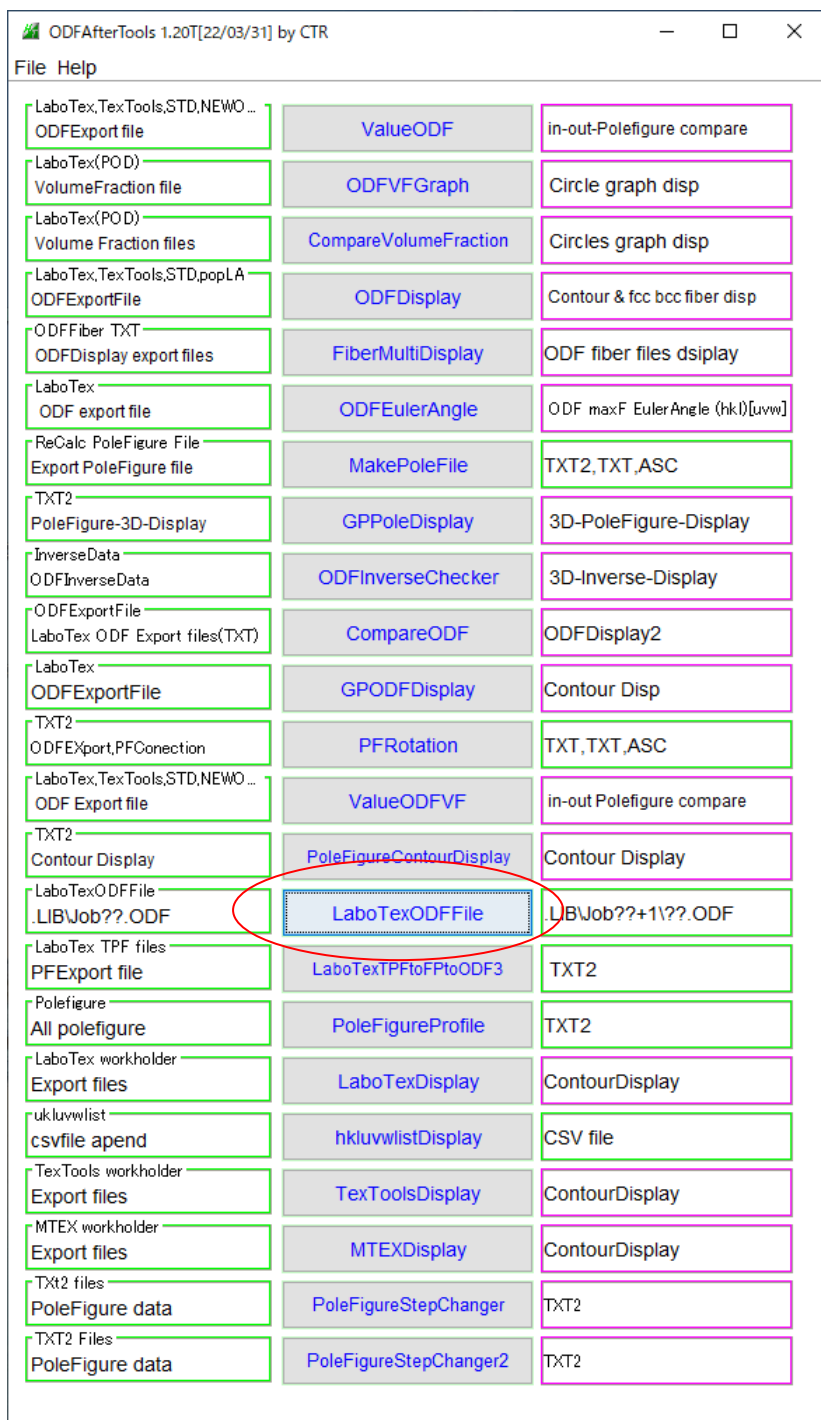 ODFAfterTools 1.20T[22/03/31] by CTR
File Help
LaboTex,TexTools,STD,NEWO...
ODFExport file
ValueODF
in-out-Polefigure compare
LaboTex(POD)
VolumeFraction file
ODFVFGraph
Circle graph disp
LaboTex(POD)
Volume Fraction files
CompareVolumeFraction
Circles graph disp
LaboTex,TexTools,STD,popLA
ODFExportFile
ODFDisplay
Contour & fcc bcc fiber disp
ODFFiber TXT
ODFDisplay export files
FiberMultiDisplay
ODF fiber files dsiplay
LaboTex
ODF export file
ODFEulerAngle
ODF maxF EulerAngle (hkl)[uvw]
ReCalc PoleFigure File
Export PoleFigure file
MakePoleFile
TXT2,TXT,ASC
TXT2
PoleFigure-3D-Display
GPPoleDisplay
3D-PoleFigure-Display
InverseData
ODFInverseData
ODFInverseChecker
3D-Inverse-Display
ODFExportFile
LaboTex ODF Export files(TXT)
CompareODF
ODFDisplay2
LaboTex
ODFExportFile
GPODFDisplay
Contour Disp
TXT2
ODFEXport,PFConection
PFRotation
TXT,TXT,ASC
LaboTex,TexTools,STD,NEWO...
ODF Export file
ValueODFVF
in-out Polefigure compare
TXT2
Contour Display
PoleFigureContourDisplay
Contour Display
LaboTexODFFile
.LIB\Job??.ODF
LaboTexODFFile
.LIB\Job??+1\??.ODF
LaboTex TPF files
PFExport file
LaboTexTPFtoFPtoODF3
TXT2
Polefigure
All polefigure
PoleFigureProfile
TXT2
LaboTex workholder
Export files
LaboTexDisplay
ContourDisplay
ukluvwlist
csvfile apend
hkluvwlistDisplay
CSV file
TexTools workholder
Export files
TexToolsDisplay
ContourDisplay
MTEX workholder
Export files
MTEXDisplay
ContourDisplay
TXt2 files
PoleFigure data
PoleFigureStepChanger
TXT2
TXT2 Files
PoleFigure data
PoleFigureStepChanger2
TXT2